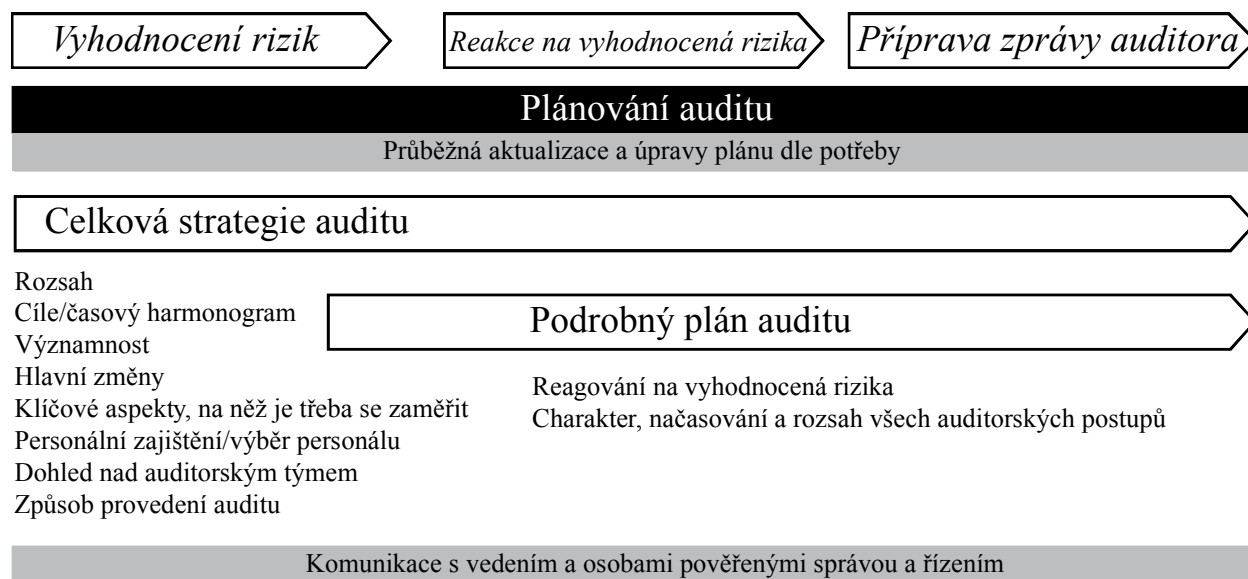 Vyhodnocení rizik
Reakce na vyhodnocená rizika
Příprava zprávy auditora
Plánování auditu
Průběžná aktualizace a úpravy plánu dle potřeby
Celková strategie auditu
Rozsah
Cíle/časový harmonogram
Významnost
Hlavní změny
Klíčové aspekty, na něž je třeba se zaměřit
Personální zajištění/výběr personálu
Dohled nad auditorským týmem
Způsob provedení auditu
Podrobný plán auditu
Reagování na vyhodnocená rizika
Charakter, načasování a rozsah všech auditorských postupů
Komunikace s vedením a osobami pověřenými správou a řízením